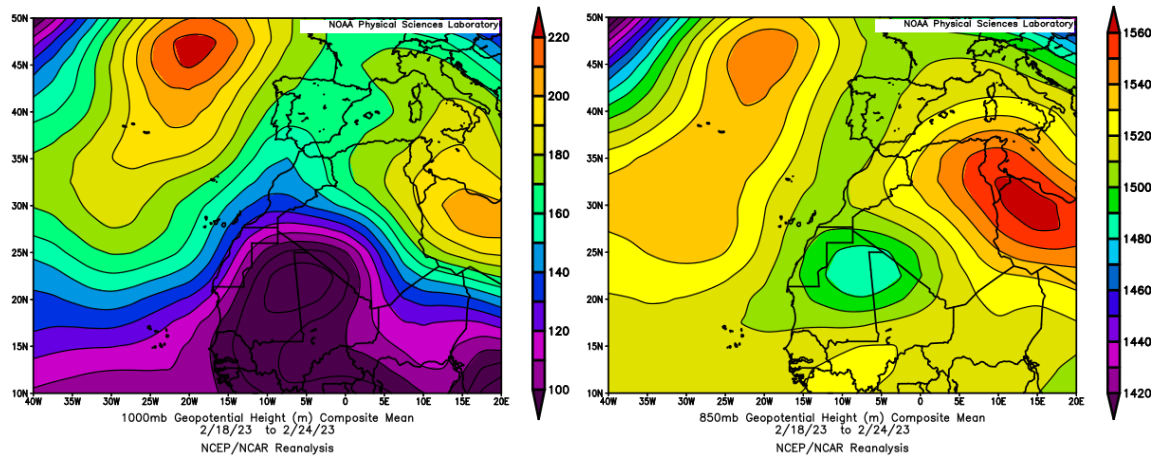 NOAA Physical Sciences Laboratory
50N
45N
40N
35N
30N
25N
20N
15N
10N
40W 35W 30W 25W 20W 15W 10W 5W 0 5E 10E 15E 20E
220
200
180
160
140
120
100
1000mb Geopotential Height (m) Composite Mean
2/18/23 to 2/24/23
NCEP/NCAR Reanalysis
NOAA Physical Sciences Laboratory
50N
45N
40N
35N
30N
25N
20N
15N
10N
40W 35W 30W 25W 20W 15W 10W 5W 0 5E 10E 15E 20E
1560
1540
1520
1500
1480
1460
1440
1420
850mb Geopotential Height (m) Composite Mean
2/18/23 to 2/24/23
NCEP/NCAR Reanalysis